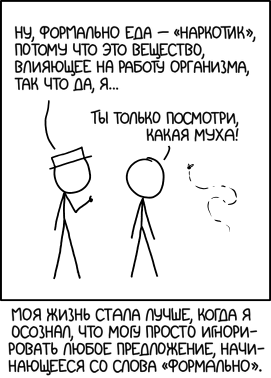 НУ, ФОРМАЛЬНО ЕДА — «НАРКОТИК»,
ПОТОМУ ЧТО ЭТО ВЕЩЕСТВО,
ВЛИЯЮЩЕЕ НА РАБОТУ ОРГАНИЗМА,
ТАК ЧТО ДА, Я...
ТЫ ТОЛЬКО ПОСМОТРИ,
КАКАЯ МУХА!
МОЯ ЖИЗНЬ СТАЛА ЛУЧШЕ, КОГДА Я
ОСОЗНАЛ, ЧТО МОГУ ПРОСТО ИГНОРИ-
РОВАТЬ ЛЮБОЕ ПРЕДЛОЖЕНИЕ, НАЧИ-
НАЮЩЕЕСЯ СО СЛОВА «ФОРМАЛЬНО».